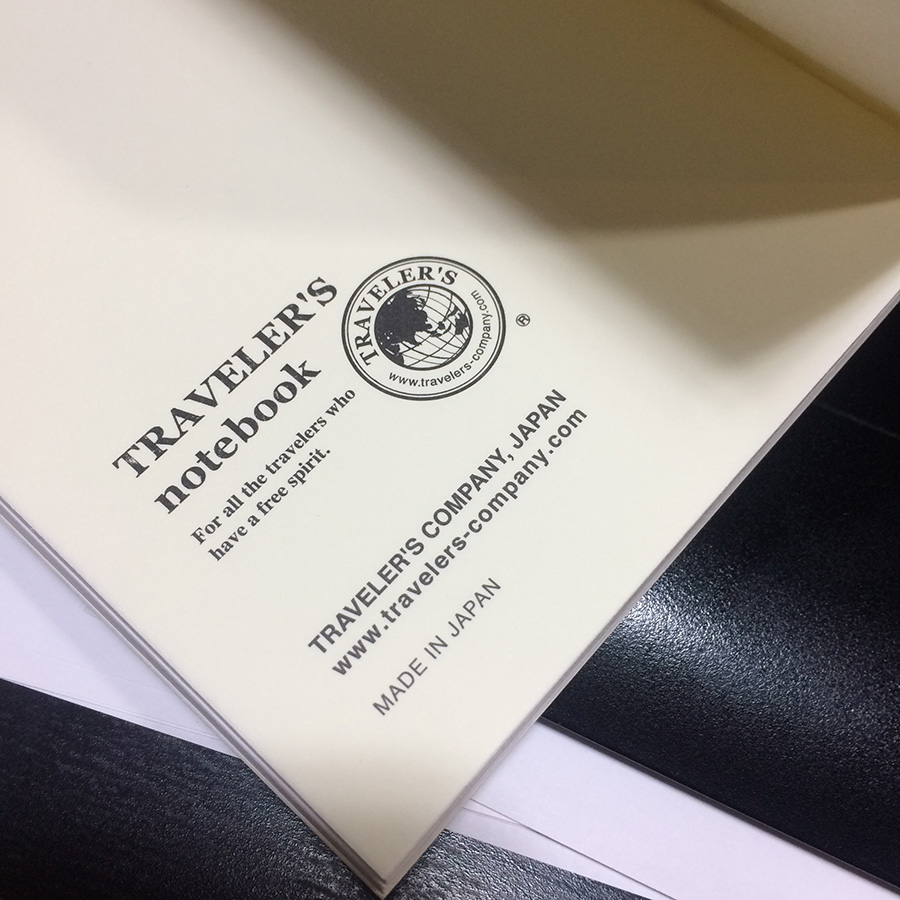 TRAVELER'S
notebook
For all the travelers who
have a free spirit.
TRAVELER'S
www.travelers-company.com
®
TRAVELER'S COMPANY, JAPAN
www.travelers-company.com
MADE IN JAPAN